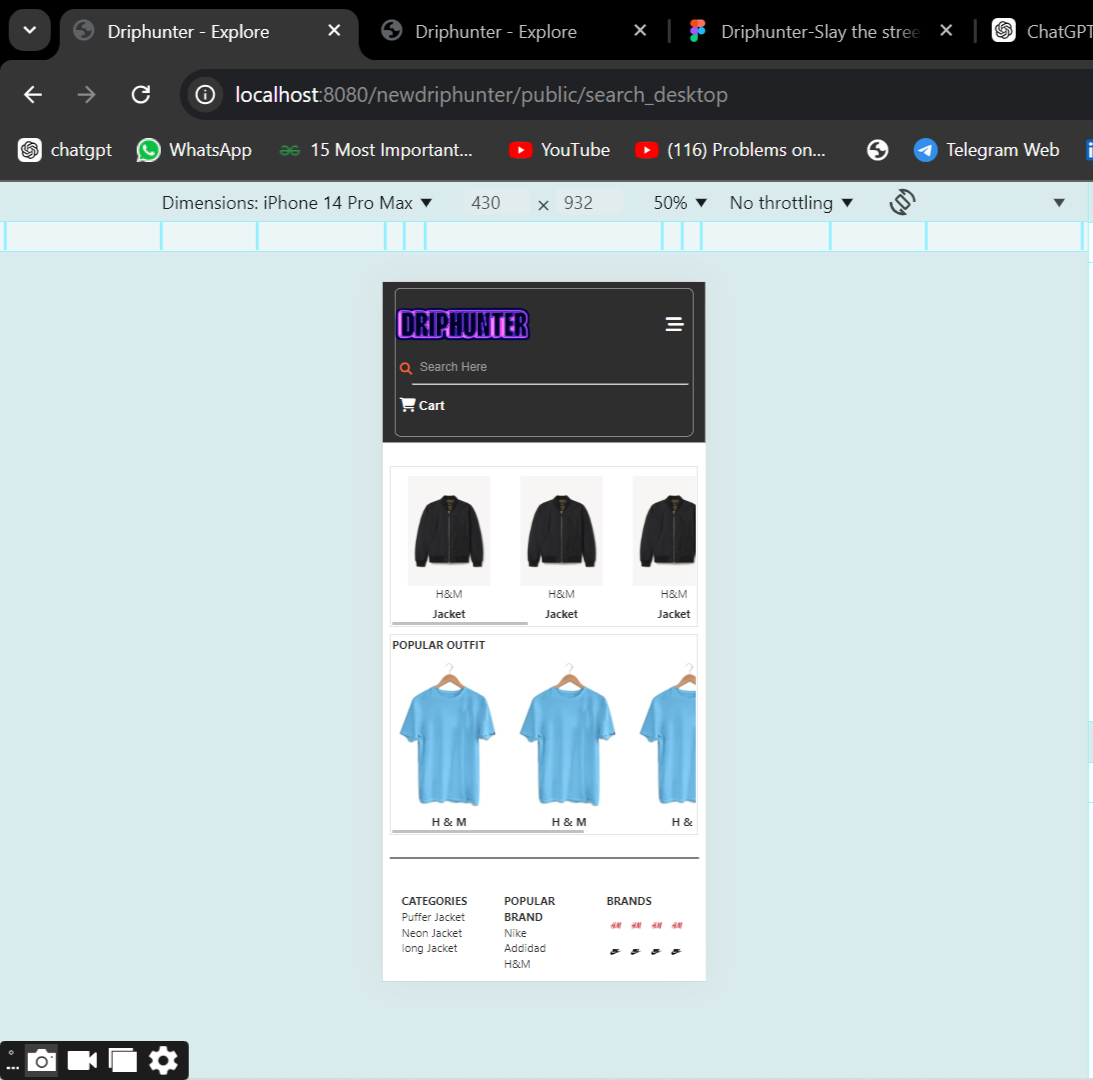 Driphunter - Explore
Driphunter - Explore
Driphunter-Slay the stree
ChatGPT
localhost:8080/newdriphunter/public/search_desktop
chatgpt
WhatsApp
15 Most Important...
YouTube
(116) Problems on...
Telegram Web
Dimensions: iPhone 14 Pro Max
430
×
932
50%
No throttling
DRIPHUNTER
Search Here
Cart
H&M
H&M
H&M
Jacket
Jacket
Jacket
POPULAR OUTFIT
H & M
H & M
H &
CATEGORIES
Puffer Jacket
Neon Jacket
long Jacket
POPULAR
BRAND
Nike
Addidad
H&M
BRANDS
H&M H&M H&M H&M